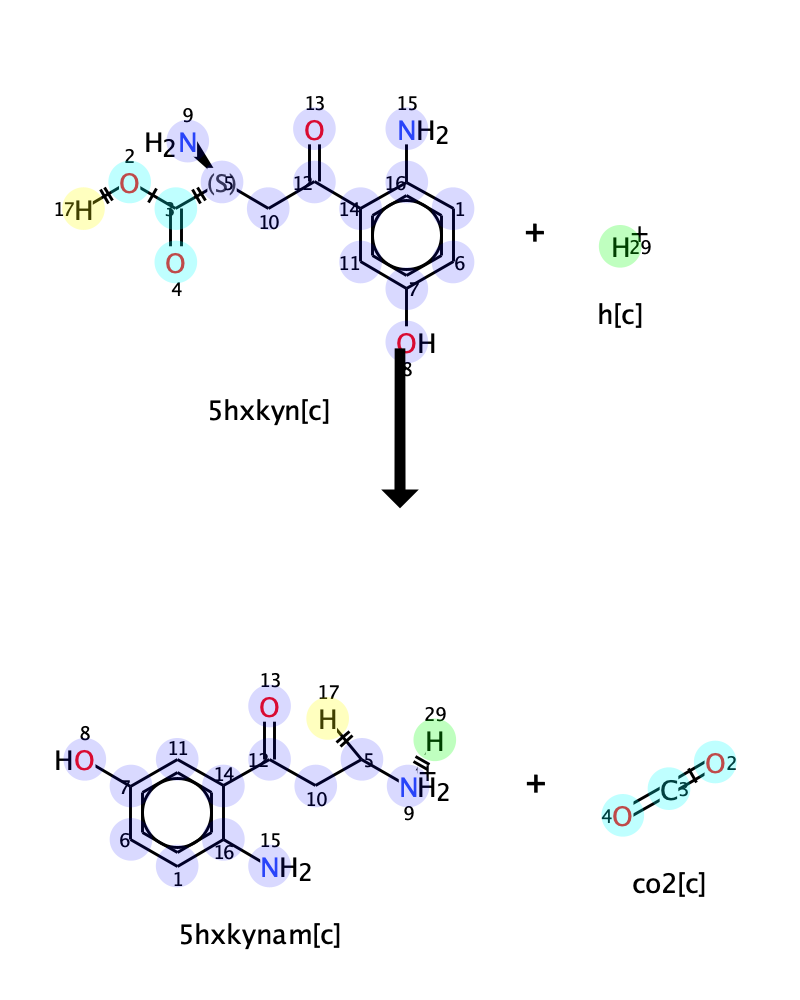 9 13 15
H2N O NH2
2
17H O 3 (S)5 12 16
10 14 1
O 11 6
4 7
+ H+ 29
h[c]
OH
8
5hxkyn[c]
13 17 29
8 O H H
HO 11 12 5
7 14 10 NH2+
9
6 16 15
1 NH2
+ 4O C3 O2
co2[c]
5hxkynam[c]